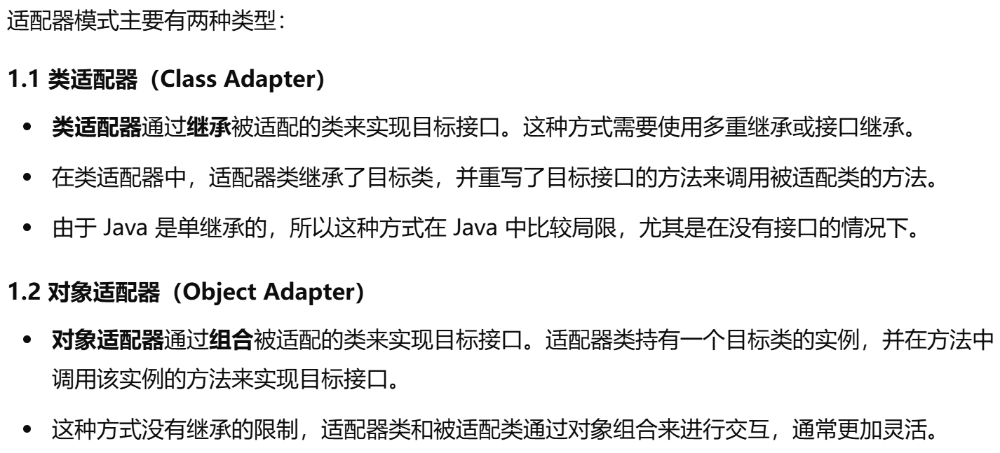 适配器模式主要有两种类型：
1.1 类适配器（Class Adapter）
• 类适配器通过继承被适配的类来实现目标接口。这种方式需要使用多重继承或接口继承。
• 在类适配器中，适配器类继承了目标类，并重写了目标接口的方法来调用被适配类的方法。
• 由于 Java 是单继承的，所以这种方式在 Java 中比较局限，尤其是在没有接口的情况下。
1.2 对象适配器（Object Adapter）
• 对象适配器通过组合被适配的类来实现目标接口。适配器类持有一个目标类的实例，并在方法中
调用该实例的方法来实现目标接口。
• 这种方式没有继承的限制，适配器类和被适配类通过对象组合来进行交互，通常更加灵活。